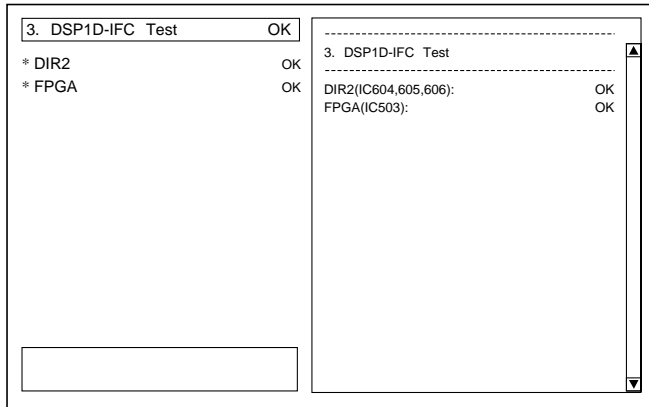 3. DSP1D-IFC Test OK
* DIR2 OK
* FPGA OK
--------------------------------------------------
3. DSP1D-IFC Test
--------------------------------------------------
DIR2(IC604,605,606): OK
FPGA(IC503): OK